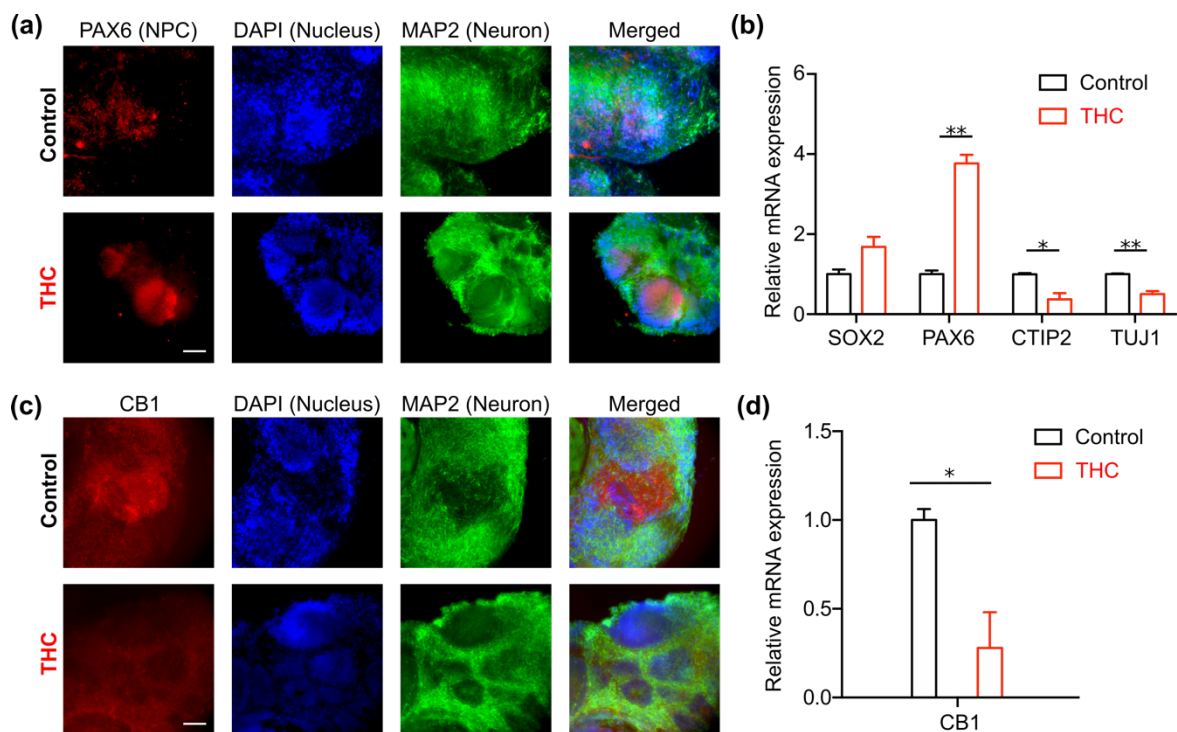 (a)
PAX6 (NPC) DAPI (Nucleus) MAP2 (Neuron) Merged
Control
THC
(b)
Relative mRNA expression
6
4
2
0
Control
THC
**
*
**
SOX2 PAX6 CTIP2 TUJ1
(c)
CB1 DAPI (Nucleus) MAP2 (Neuron) Merged
Control
THC
(d)
Relative mRNA expression
1.5
1.0
0.5
0.0
Control
THC
*
CB1